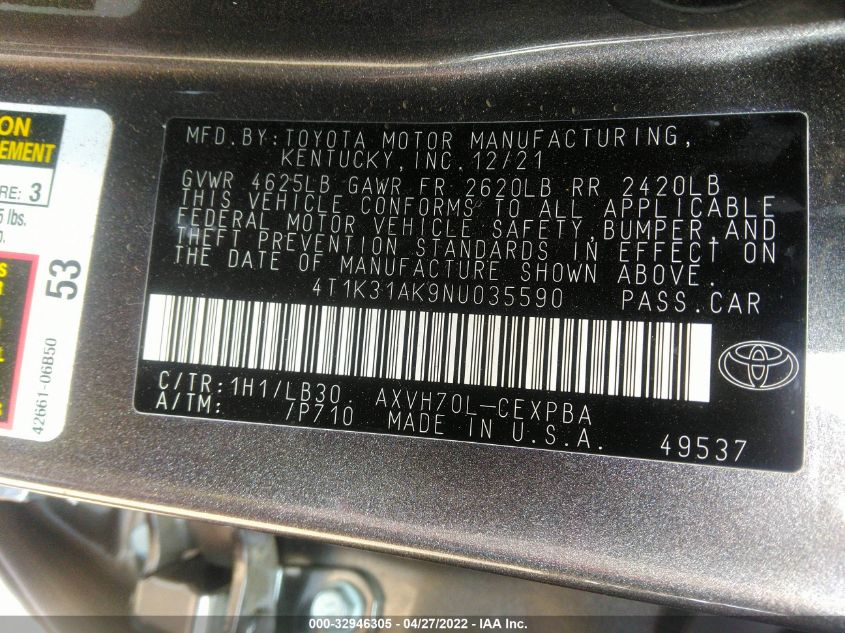 ON
EMENT
RE: 3
5 lbs.
53
42661-06B50
MFD.BY:TOYOTA MOTOR MANUFACTURING,
KENTUCKY,INC.12/21
GVWR 4625LB GAWR FR 2620LB RR 2420LB
THIS VEHICLE CONFORMS TO ALL APPLICABLE
FEDERAL MOTOR VEHICLE SAFETY,BUMPER,AND
THEFT PREVENTION STANDARDS IN EFFECT ON
THE DATE OF MANUFACTURE SHOWN ABOVE.
4T1K31AK9NU035590 PASS.CAR
C/TR:1H1/LB30. AXVH70L-CEXPBA
A/TM: /P710 MADE IN U.S.A. 49537
000-32946305 - 04/27/2022 - IAA Inc.